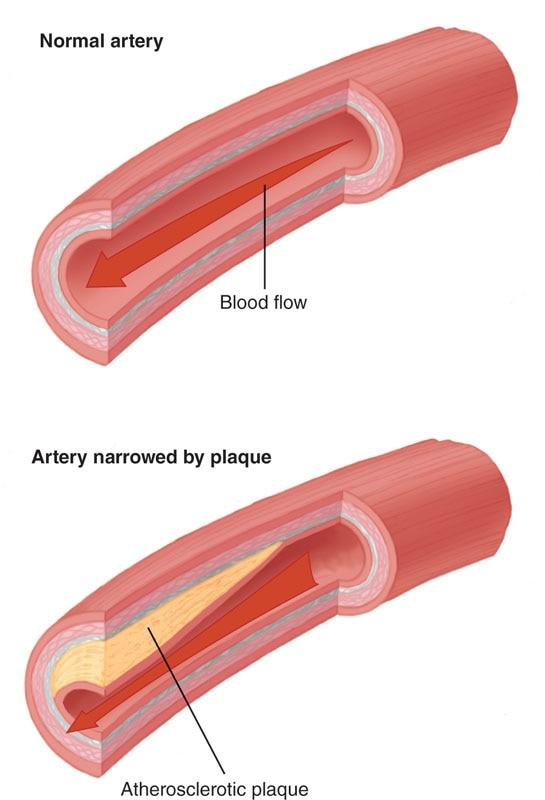 Normal artery
Blood flow
Artery narrowed by plaque
Atherosclerotic plaque